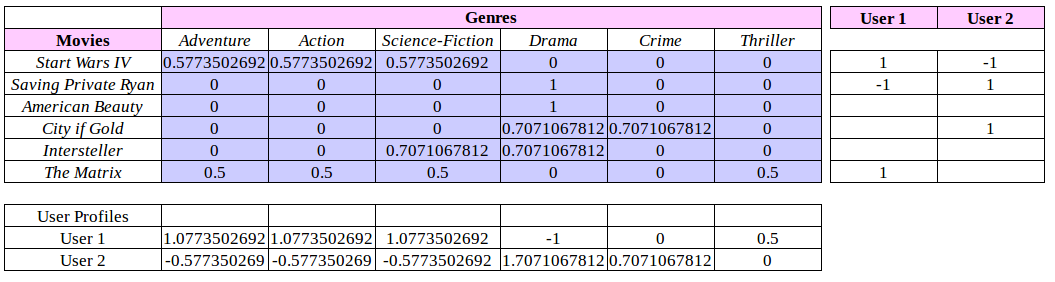 Genres User 1 User 2
Movies Adventure Action Science-Fiction Drama Crime Thriller
Start Wars IV 0.5773502692 0.5773502692 0.5773502692 0 0 0 1 -1
Saving Private Ryan 0 0 0 1 0 0 -1 1
American Beauty 0 0 0 1 0 0
City if Gold 0 0 0 0.7071067812 0.7071067812 0 1
Intersteller 0 0 0.7071067812 0.7071067812 0 0
The Matrix 0.5 0.5 0.5 0 0 0.5 1
User Profiles
User 1 1.0773502692 1.0773502692 1.0773502692 -1 0 0.5
User 2 -0.577350269 -0.577350269 -0.5773502692 1.7071067812 0.7071067812 0